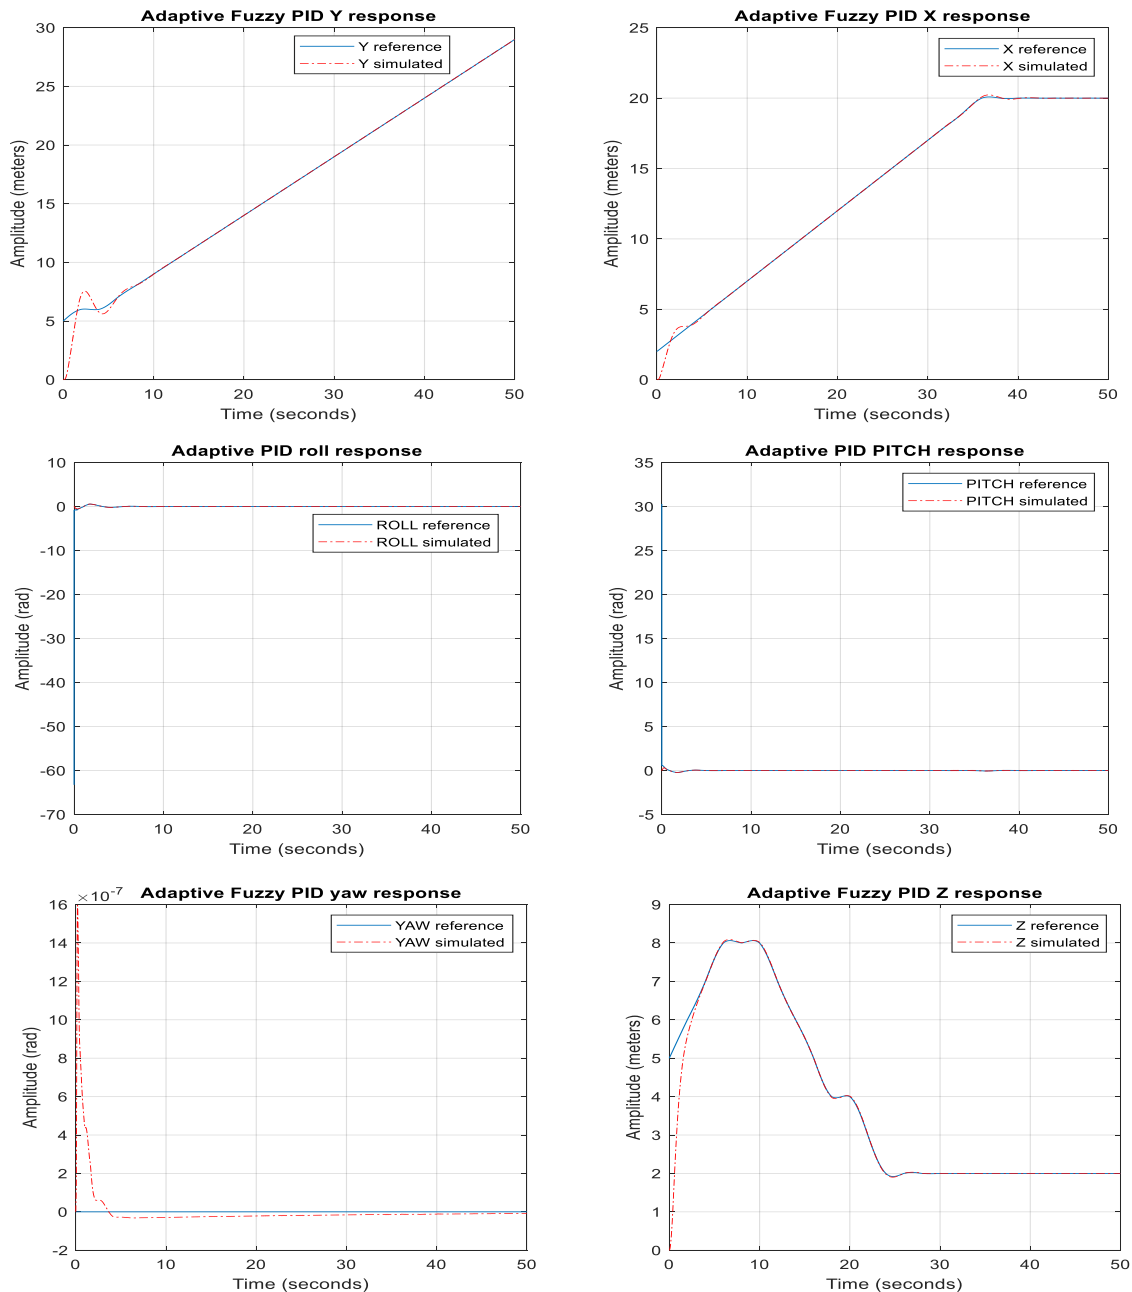 Adaptive Fuzzy PID Y response
30
25
20
15
10
5
0
Amplitude (meters)
Y reference
Y simulated
0 10 20 30 40 50
Time (seconds)
Adaptive Fuzzy PID X response
25
20
15
10
5
0
Amplitude (meters)
X reference
X simulated
0 10 20 30 40 50
Time (seconds)
Adaptive PID roll response
10
0
-10
-20
-30
-40
-50
-60
-70
Amplitude (rad)
ROLL reference
ROLL simulated
0 10 20 30 40 50
Time (seconds)
Adaptive PID PITCH response
35
30
25
20
15
10
5
0
-5
Amplitude (rad)
PITCH reference
PITCH simulated
0 10 20 30 40 50
Time (seconds)
Adaptive Fuzzy PID yaw response
×10⁻⁷
16
14
12
10
8
6
4
2
0
-2
Amplitude (rad)
YAW reference
YAW simulated
0 10 20 30 40 50
Time (seconds)
Adaptive Fuzzy PID Z response
9
8
7
6
5
4
3
2
1
0
Amplitude (meters)
Z reference
Z simulated
0 10 20 30 40 50
Time (seconds)